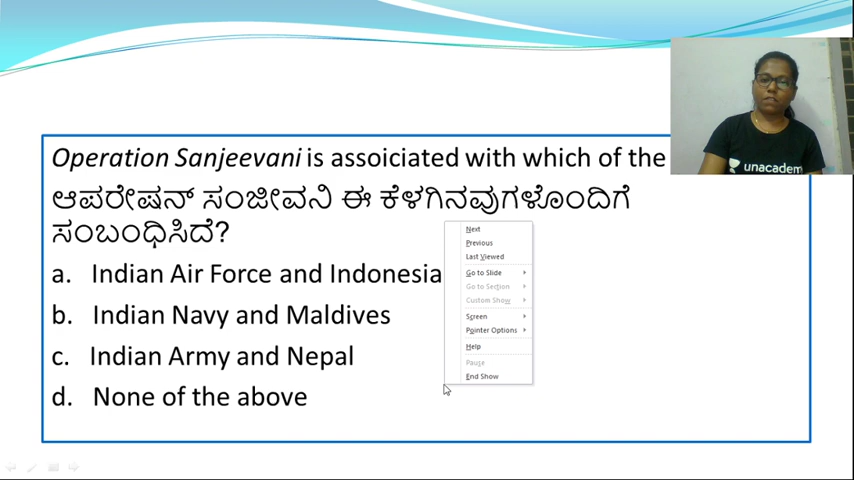 Operation Sanjeevani is assoiciated with which of the
ಆಪರೇಷನ್ ಸಂಜೀವನಿ ಈ ಕೆಳಗಿನವುಗಳೊಂದಿಗೆ
ಸಂಬಂಧಿಸಿದೆ?
a. Indian Air Force and Indonesia
b. Indian Navy and Maldives
c. Indian Army and Nepal
d. None of the above
Next
Previous
Last Viewed
Go to Slide
Go to Section
Custom Show
Screen
Pointer Options
Help
Pause
End Show
unacadem